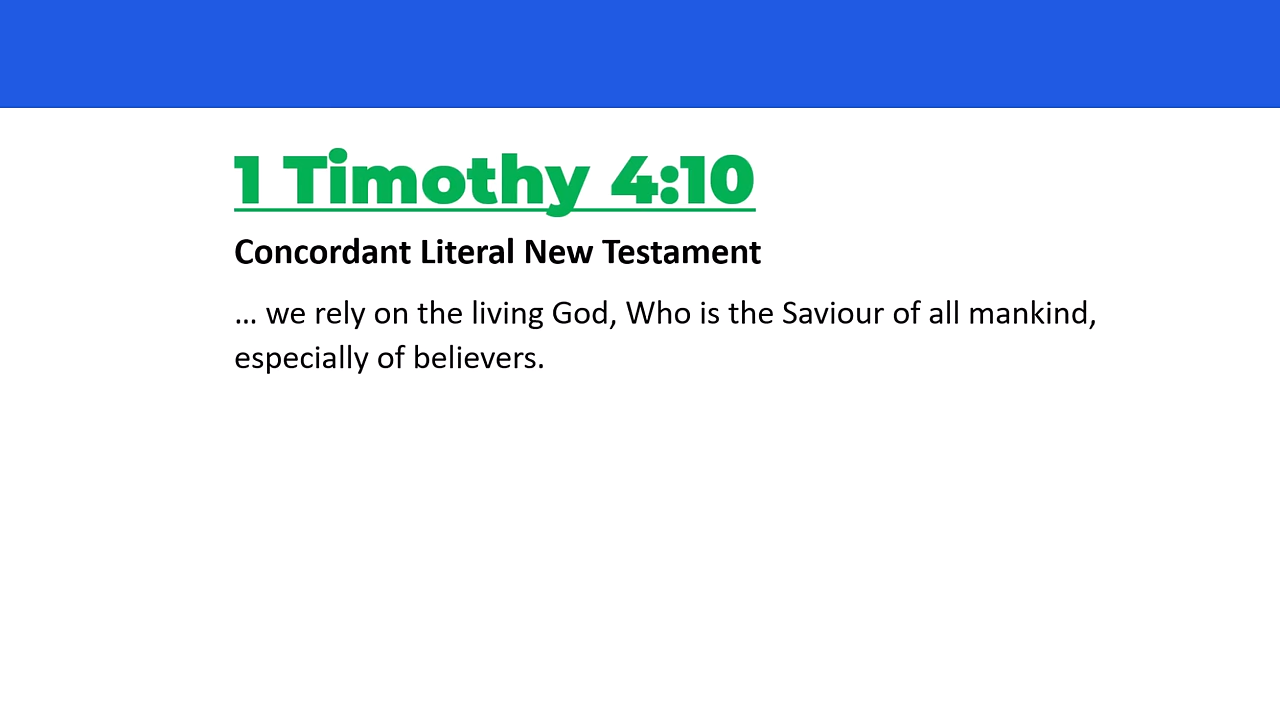 1 Timothy 4:10
Concordant Literal New Testament
… we rely on the living God, Who is the Saviour of all mankind,
especially of believers.